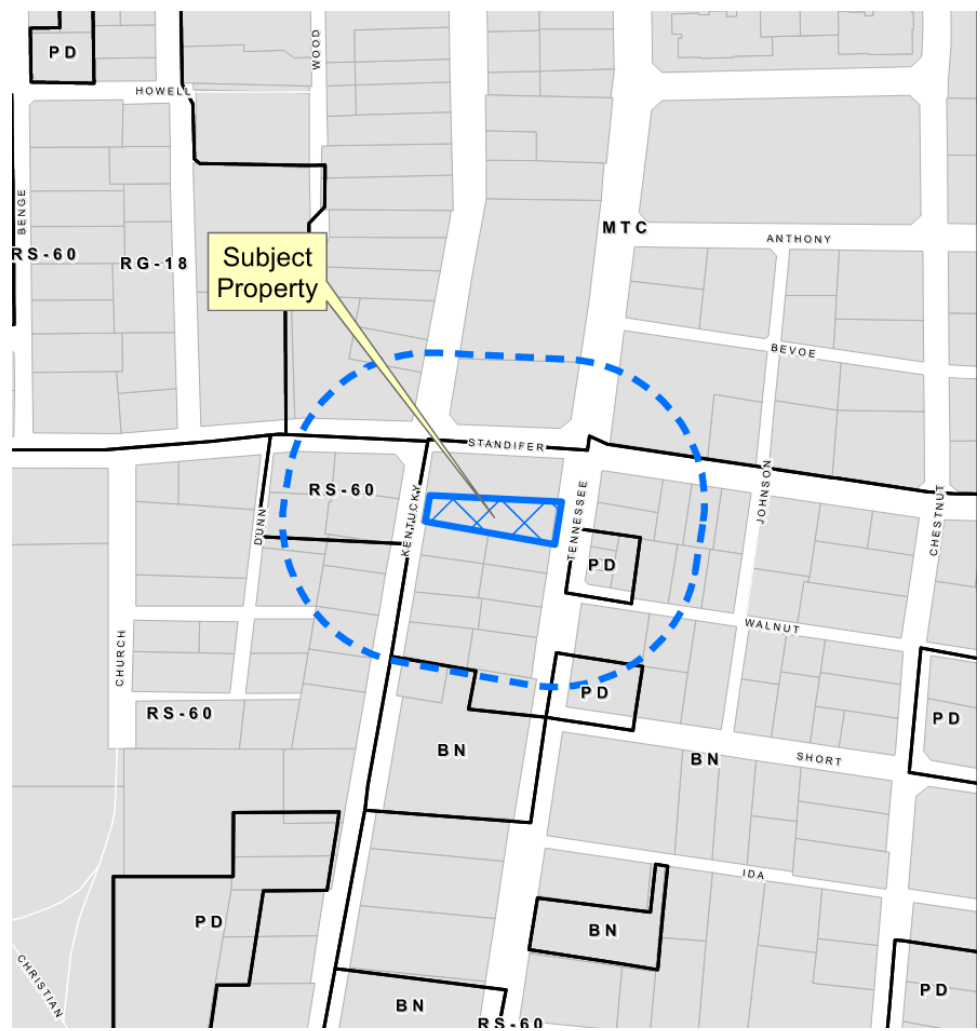 PD
WOOD
HOWELL
BENGE
RS-60
RG-18
MTC
ANTHONY
Subject
Property
BEVOE
STANDIFER
RS-60
KENTUCKY
DUNN
TENNESSEE
JOHNSON
CHESTNUT
PD
WALNUT
CHURCH
RS-60
PD
PD
BN
BN
SHORT
IDA
PD
BN
CHRISTIAN
PD
BN
RS-60